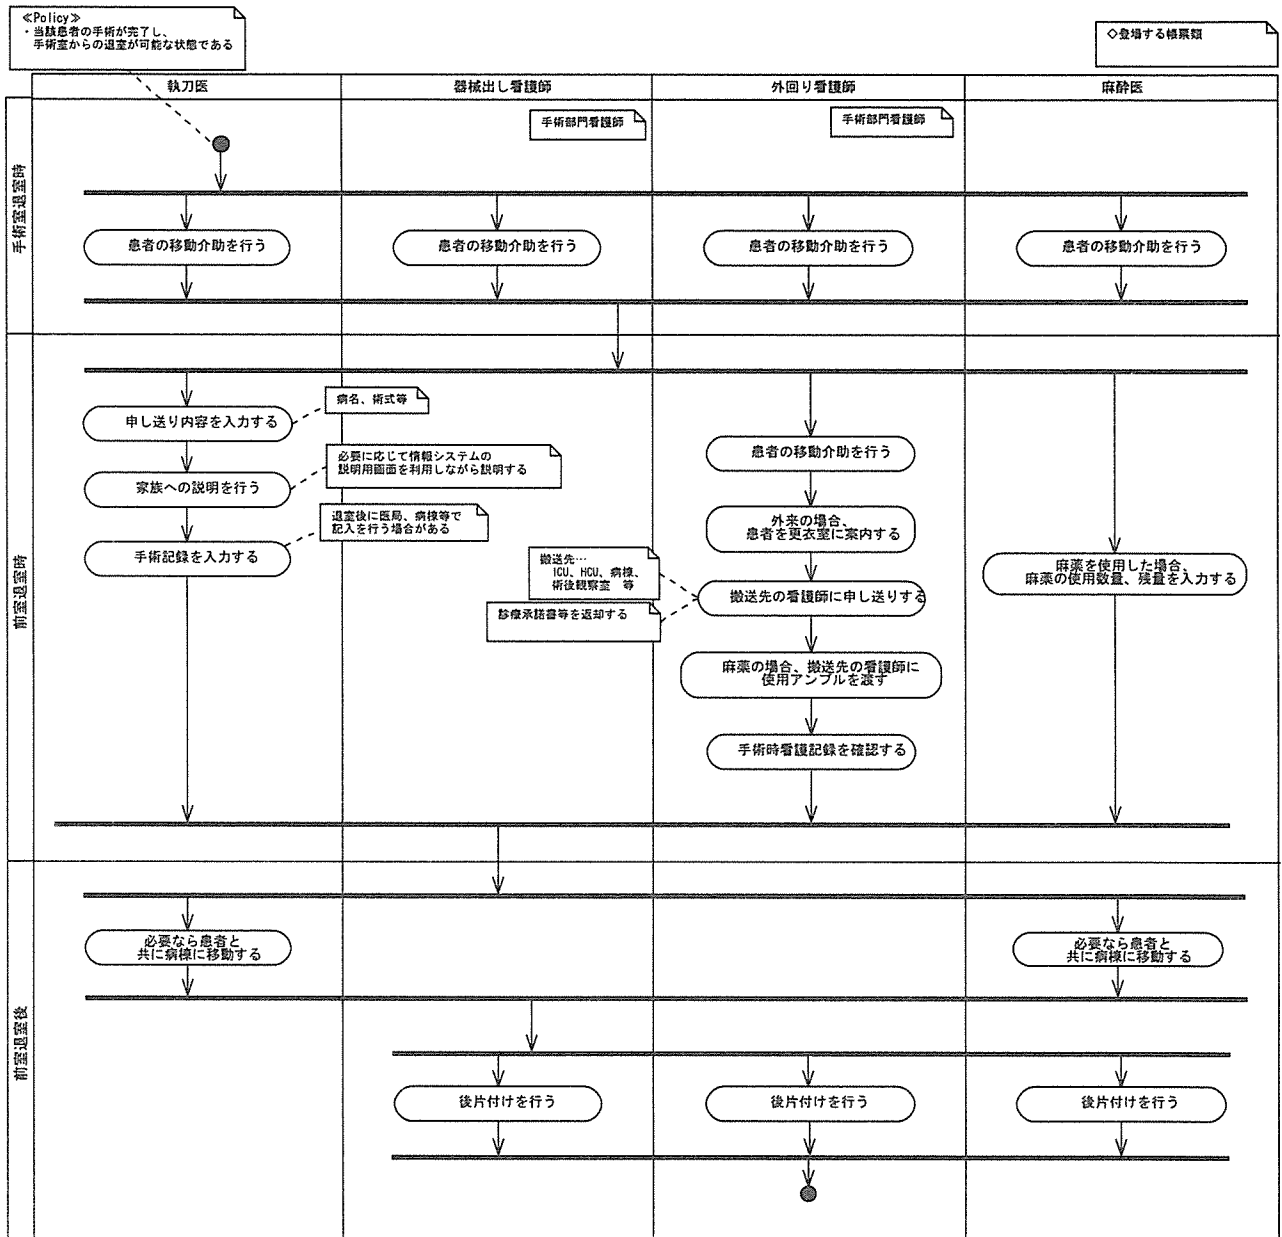 ≪Policy≫
・当該患者の手術が完了し、
手術室からの退室が可能な状態である
◇登場する帳票類
執刀医
器械出し看護師
外回り看護師
麻酔医
手術部門看護師
手術部門看護師
手術室退室時
患者の移動介助を行う
患者の移動介助を行う
患者の移動介助を行う
患者の移動介助を行う
前室退室時
申し送り内容を入力する
病名、術式等
家族への説明を行う
必要に応じて情報システムの
説明用画面を利用しながら説明する
手術記録を入力する
退室後に医局、病棟等で
記入を行う場合がある
患者の移動介助を行う
外来の場合、
患者を更衣室に案内する
搬送先…
ICU、HCU、病棟、
術後観察室　等
搬送先の看護師に申し送りする
診療承諾書等を返却する
麻薬の場合、搬送先の看護師に
使用アンプルを渡す
手術時看護記録を確認する
麻薬を使用した場合、
麻薬の使用数量、残量を入力する
前室退室後
必要なら患者と
共に病棟に移動する
必要なら患者と
共に病棟に移動する
後片付けを行う
後片付けを行う
後片付けを行う